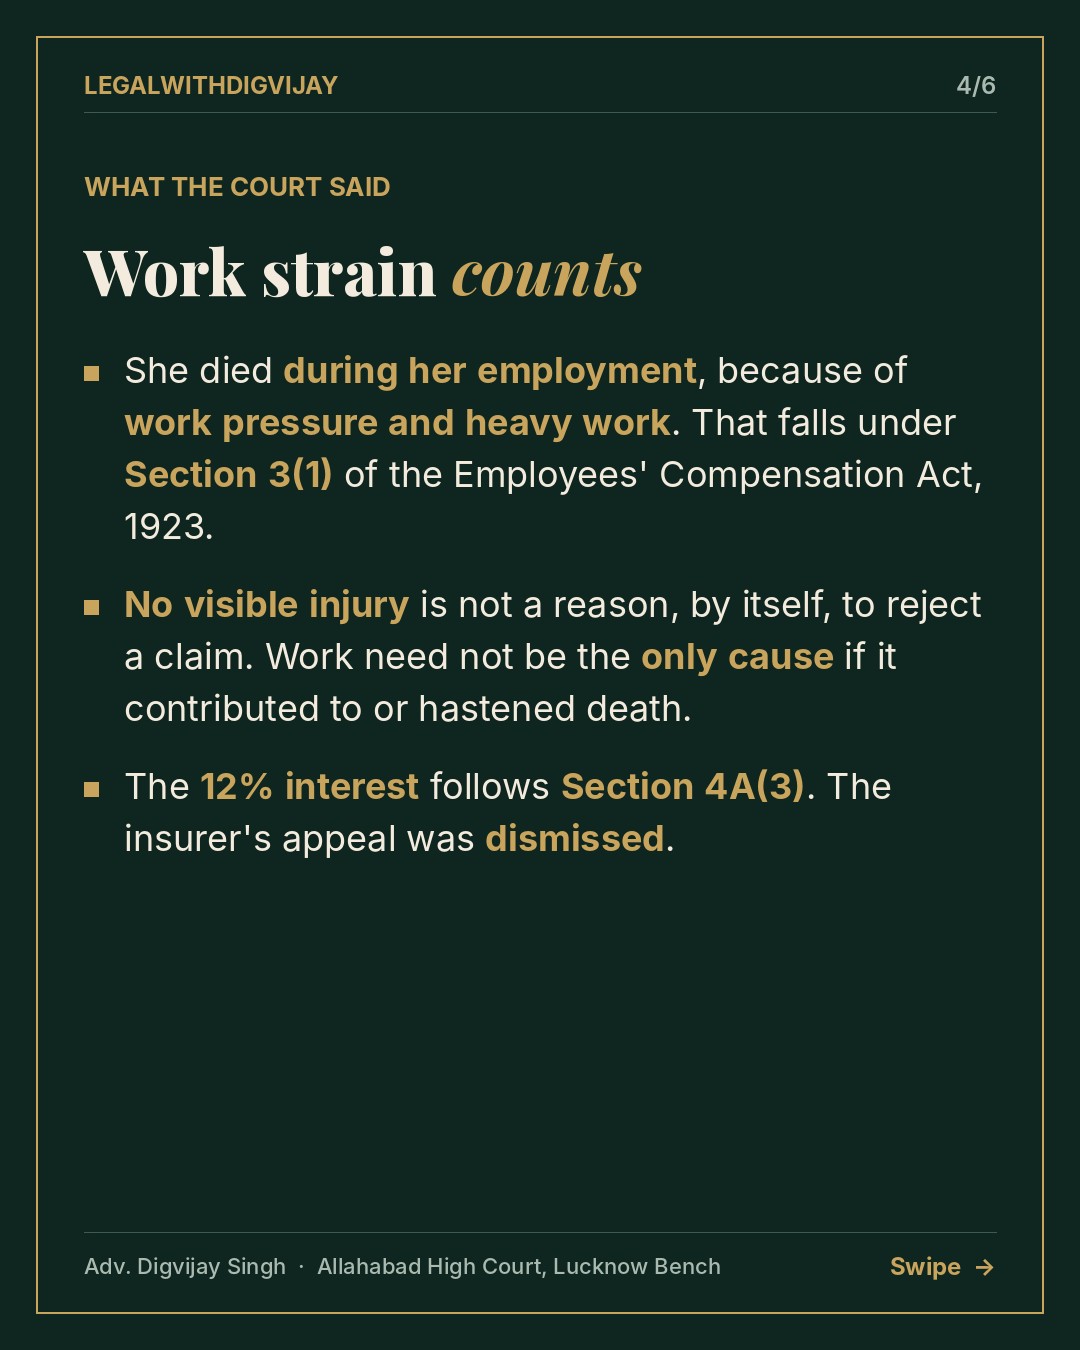 LEGALWITHDIGVIJAY
4/6
WHAT THE COURT SAID
Work strain counts
She died during her employment, because of
work pressure and heavy work. That falls under
Section 3(1) of the Employees' Compensation Act,
1923.
No visible injury is not a reason, by itself, to reject
a claim. Work need not be the only cause if it
contributed to or hastened death.
The 12% interest follows Section 4A(3). The
insurer's appeal was dismissed.
Adv. Digvijay Singh · Allahabad High Court, Lucknow Bench
Swipe →